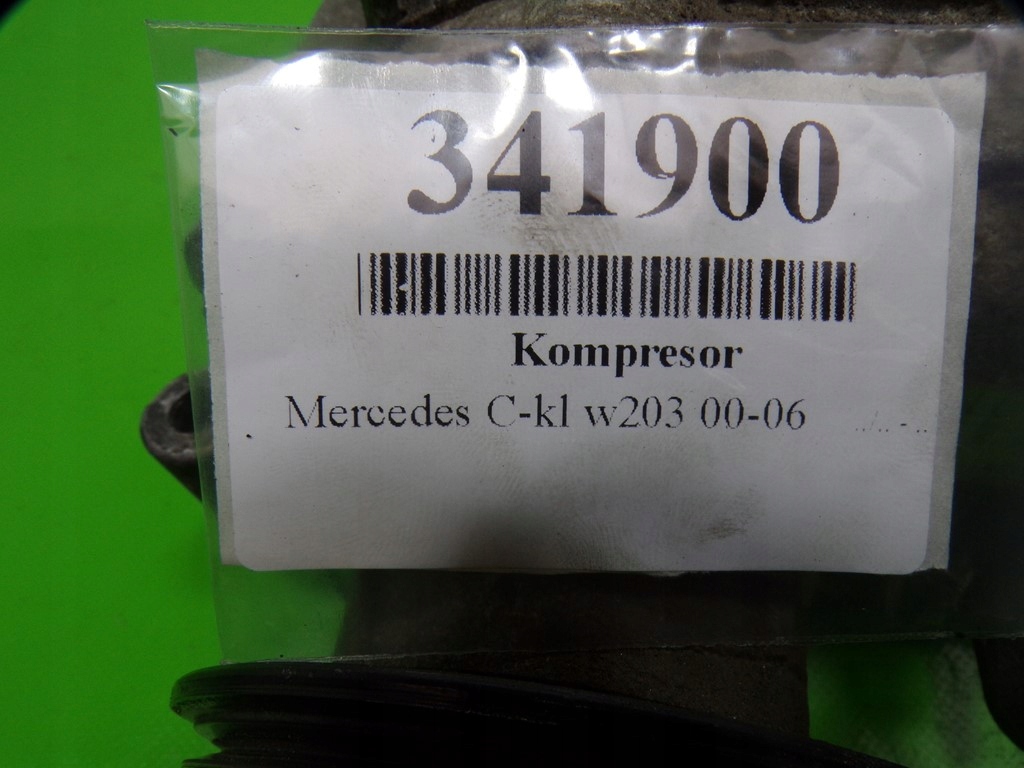 341900
Kompresor
Mercedes C-kl w203 00-06 ../.. - ..